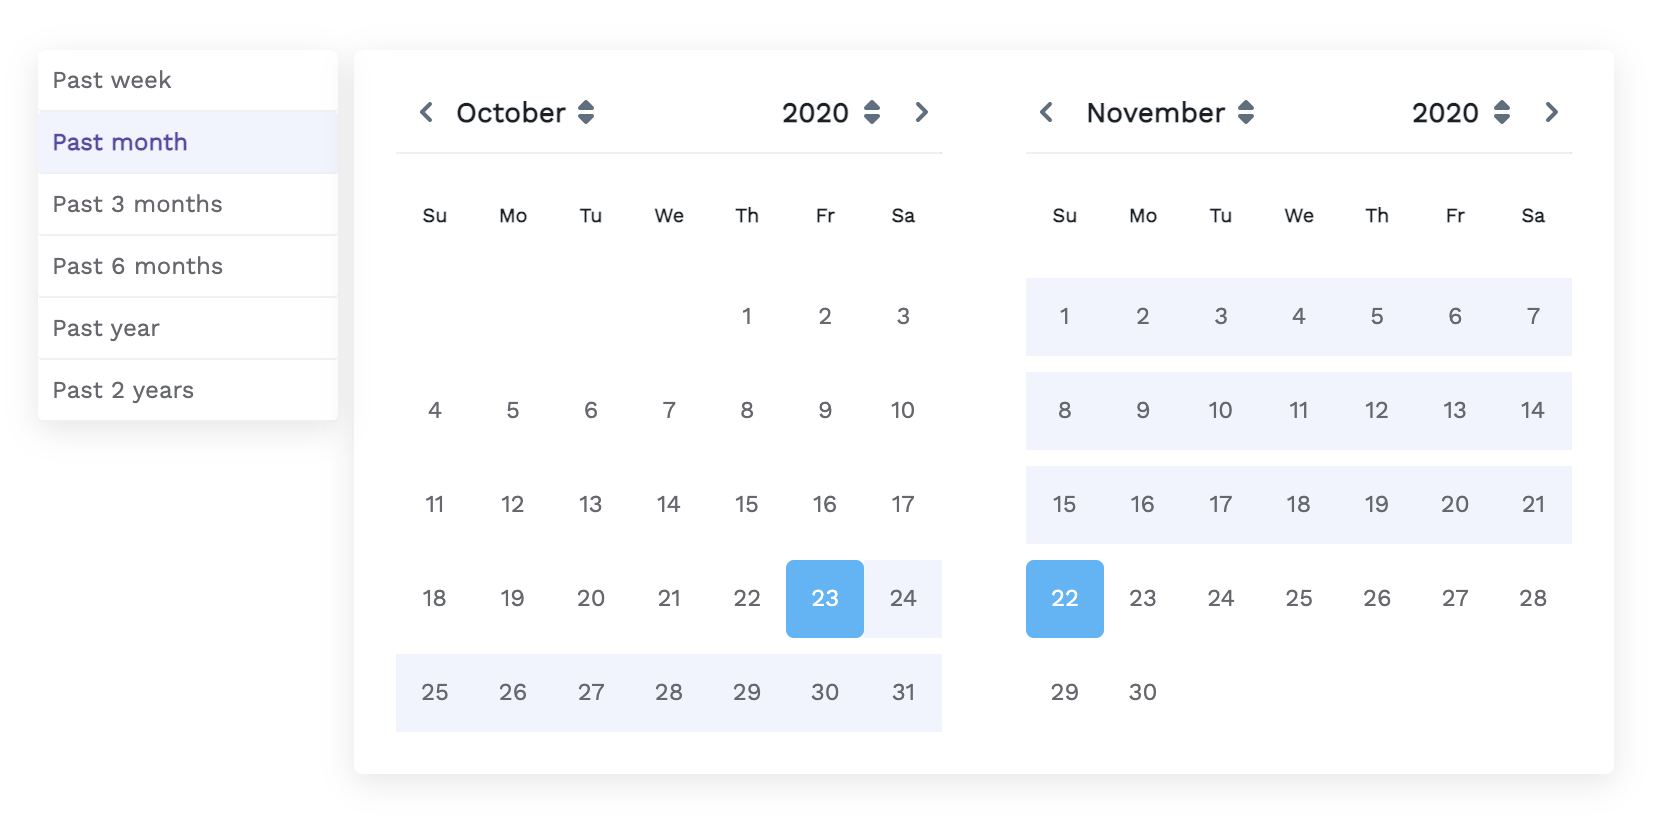 Past week
Past month
Past 3 months
Past 6 months
Past year
Past 2 years
October 2020
Su Mo Tu We Th Fr Sa
1 2 3
4 5 6 7 8 9 10
11 12 13 14 15 16 17
18 19 20 21 22 23 24
25 26 27 28 29 30 31
November 2020
Su Mo Tu We Th Fr Sa
1 2 3 4 5 6 7
8 9 10 11 12 13 14
15 16 17 18 19 20 21
22 23 24 25 26 27 28
29 30